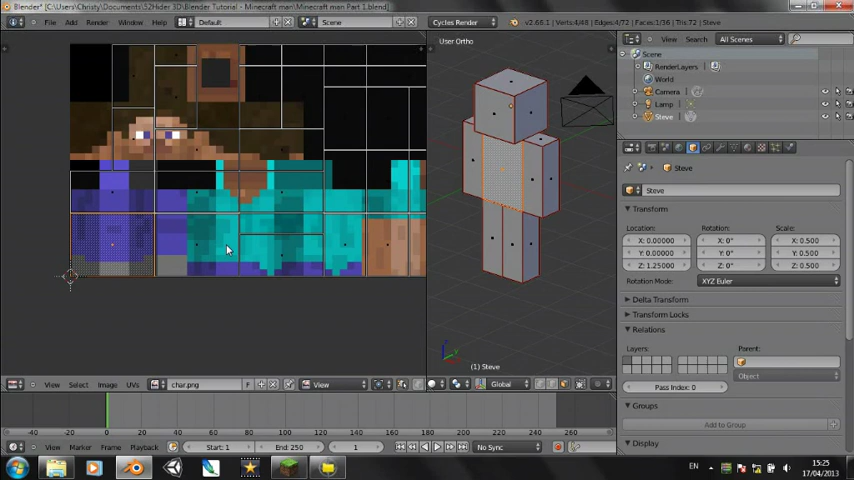 Blender* [C:\Users\Christy\Documents\52Hider 3D\Blender Tutorial - Minecraft man\Minecraft man Part 1.blend]
File Add Render Window Help Default Scene Cycles Render v2.66.1 | Verts:4/48 | Edges:4/72 | Faces:1/36 | Tris:72 | Steve
View Search All Scenes
User Ortho
Scene
RenderLayers
World
Camera
Lamp
Steve
Steve
Steve
Transform
Location: Rotation: Scale:
X: 0.00000 X: 0° X: 0.500
Y: 0.00000 Y: 0° Y: 0.500
Z: 1.25000 Z: 0° Z: 0.500
Rotation Mode: XYZ Euler
Delta Transform
Transform Locks
Relations
Layers: Parent:
Object
Pass Index: 0
Groups
Add to Group
Display
(1) Steve
View Select Image UVs char.png F View Global
-40 -20 0 20 40 60 80 100 120 140 160 180 200 220 240 260
View Marker Frame Playback Start: 1 End: 250 1 No Sync
EN
15:25
17/04/2013